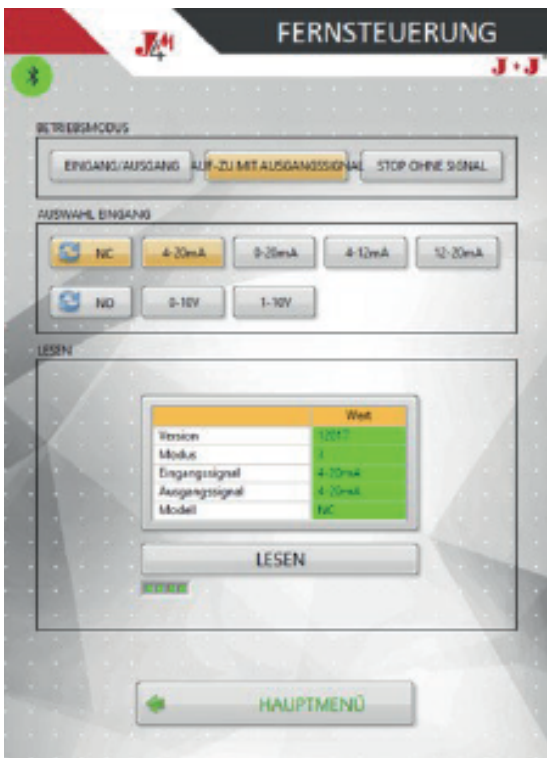 FERNSTEUERUNG
J+J
BETRIEBSMODUS
EINGANG/AUSGANG AUF-ZU MIT AUSGANGSSIGNAL STOP OHNE SIGNAL
AUSWAHL EINGANG
NC 4-20mA 0-20mA 4-12mA 12-20mA
NO 0-10V 1-10V
LESEN
Wert
Version 12017
Modus 3
Eingangssignal 4-20mA
Ausgangssignal 4-20mA
Modell NC
LESEN
HAUPTMENÜ